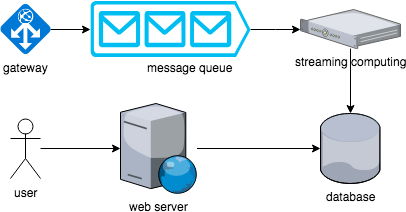 gateway
message queue
streaming computing
user
web server
database